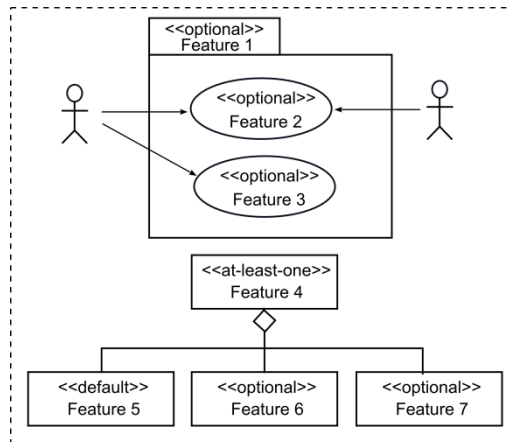 <<optional>>
Feature 1
<<optional>>
Feature 2
<<optional>>
Feature 3
<<at-least-one>>
Feature 4
<<default>>
Feature 5
<<optional>>
Feature 6
<<optional>>
Feature 7